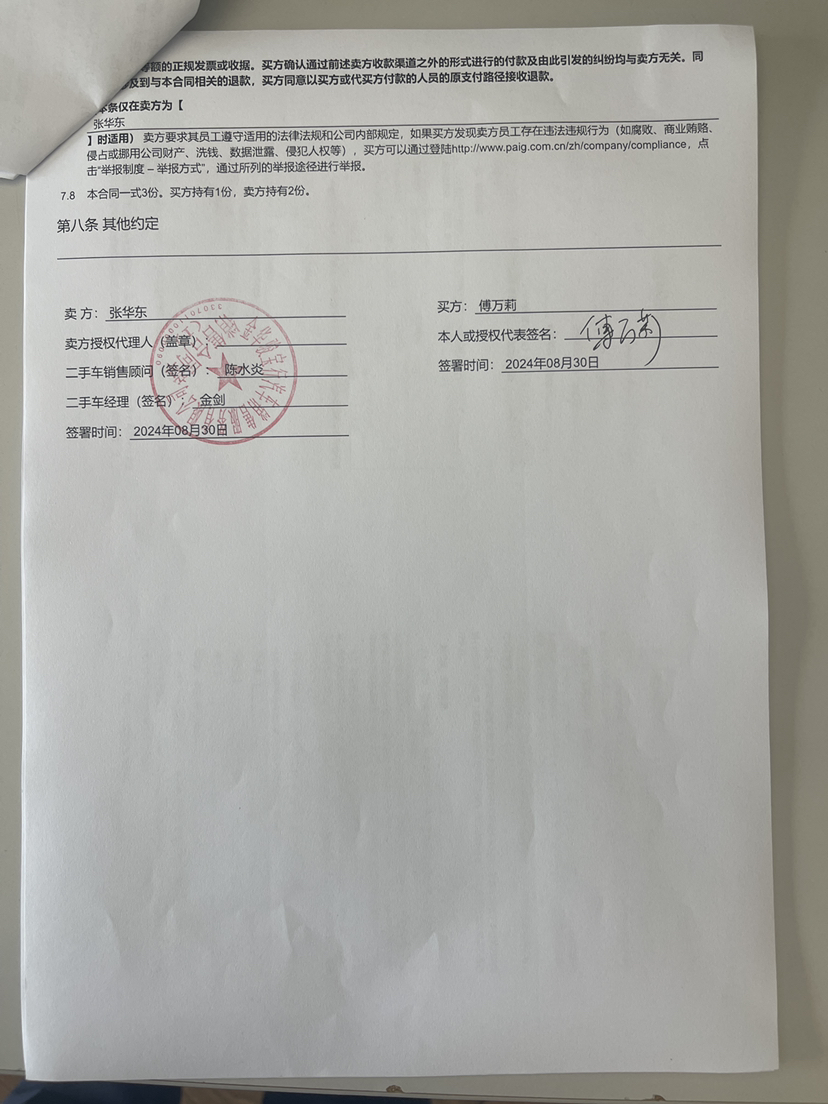 等额的正规发票或收据。买方确认通过前述卖方收款渠道之外的形式进行的付款及由此引发的纠纷均与卖方无关。同
及到与本合同相关的退款，买方同意以买方或代买方付款的人员的原支付路径接收退款。
本条仅在卖方为【
张华东
】时适用） 卖方要求其员工遵守适用的法律法规和公司内部规定，如果买方发现卖方员工存在违法违规行为（如腐败、商业贿赂、
侵占或挪用公司财产、洗钱、数据泄露、侵犯人权等），买方可以通过登陆http://www.paig.com.cn/zh/company/compliance，点
击“举报制度 – 举报方式”，通过所列的举报途径进行举报。
7.8 本合同一式3份。买方持有1份，卖方持有2份。
第八条 其他约定
卖 方： 张华东
卖方授权代理人（盖章）：
二手车销售顾问（签名）： 陈水炎
二手车经理（签名）： 金剑
签署时间： 2024年08月30日
买方： 傅万莉
本人或授权代表签名： 傅万莉
签署时间： 2024年08月30日